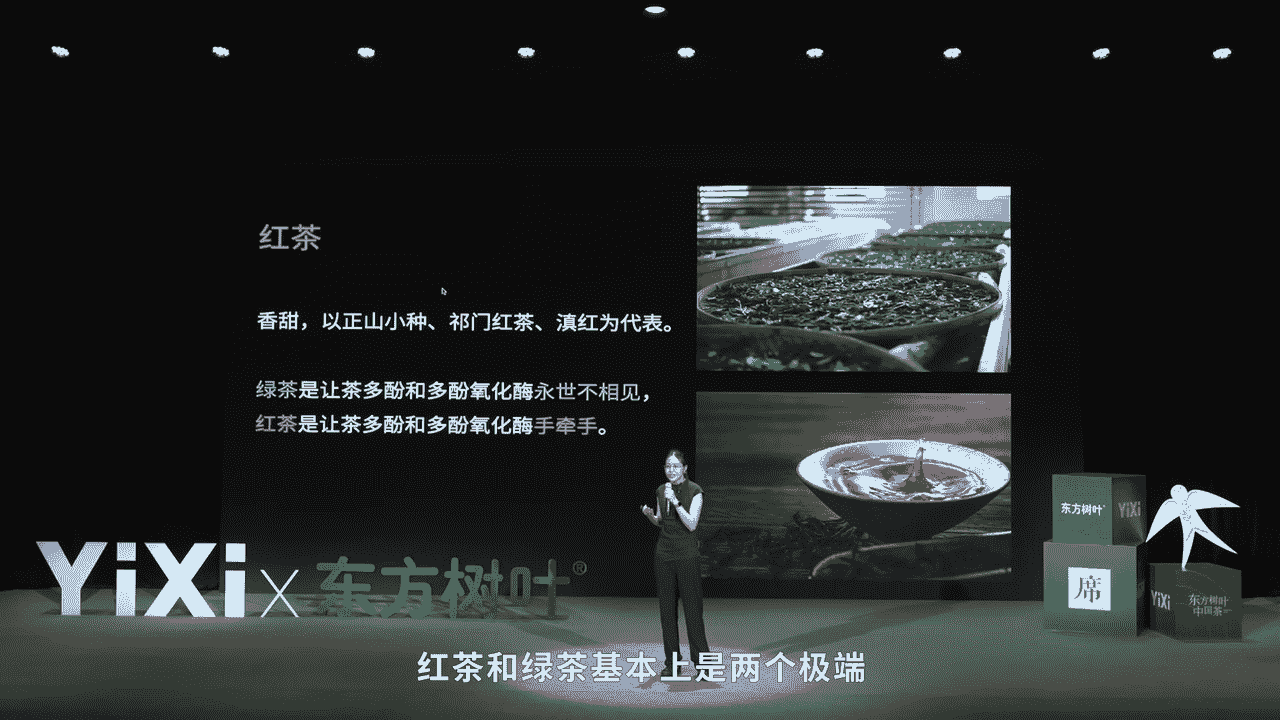 红茶
香甜，以正山小种、祁门红茶、滇红为代表。
绿茶是让茶多酚和多酚氧化酶永世不相见，
红茶是让茶多酚和多酚氧化酶手牵手。
YiXi × 东方树叶®
东方树叶
YiXi
席
YiXi
东方树叶
中国茶
红茶和绿茶基本上是两个极端